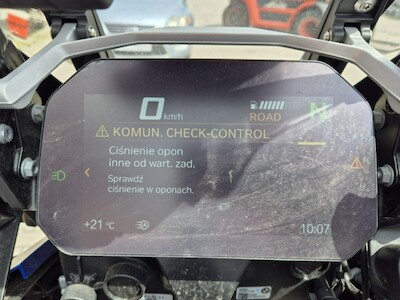 0 km/h
ROAD
N
KOMUN. CHECK-CONTROL
Ciśnienie opon
inne od wart. zad.
Sprawdź
ciśnienie w oponach.
+21 °C
10:07